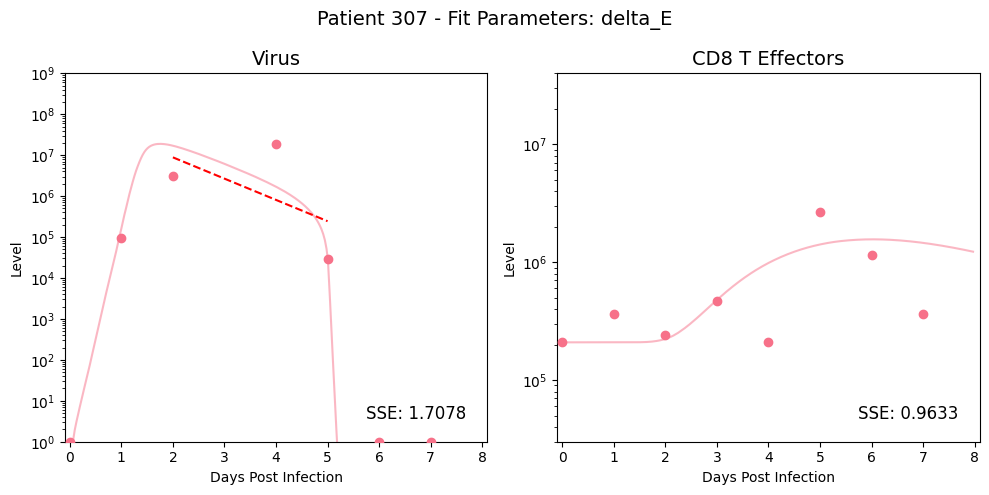 Patient 307 - Fit Parameters: delta_E
Virus
CD8 T Effectors
Level
10^9
10^8
10^7
10^6
10^5
10^4
10^3
10^2
10^1
10^0
SSE: 1.7078
0 1 2 3 4 5 6 7 8
Days Post Infection
Level
10^7
10^6
10^5
SSE: 0.9633
0 1 2 3 4 5 6 7 8
Days Post Infection